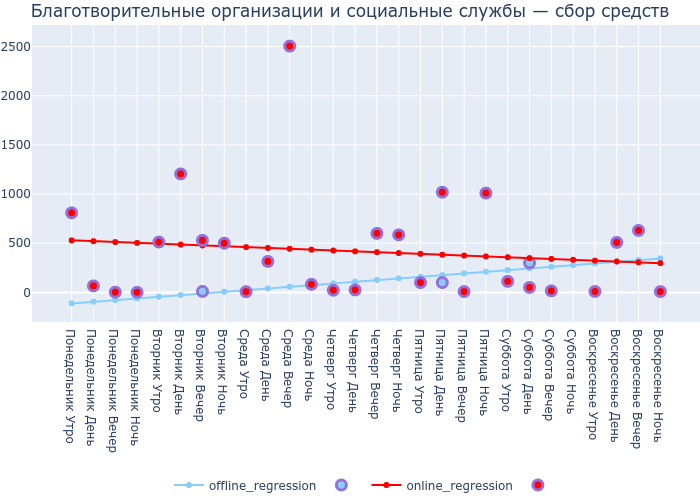 Благотворительные организации и социальные службы — сбор средств
2500
2000
1500
1000
500
0
Понедельник Утро
Понедельник День
Понедельник Вечер
Понедельник Ночь
Вторник Утро
Вторник День
Вторник Вечер
Вторник Ночь
Среда Утро
Среда День
Среда Вечер
Среда Ночь
Четверг Утро
Четверг День
Четверг Вечер
Четверг Ночь
Пятница Утро
Пятница День
Пятница Вечер
Пятница Ночь
Суббота Утро
Суббота День
Суббота Вечер
Суббота Ночь
Воскресенье Утро
Воскресенье День
Воскресенье Вечер
Воскресенье Ночь
offline_regression
online_regression